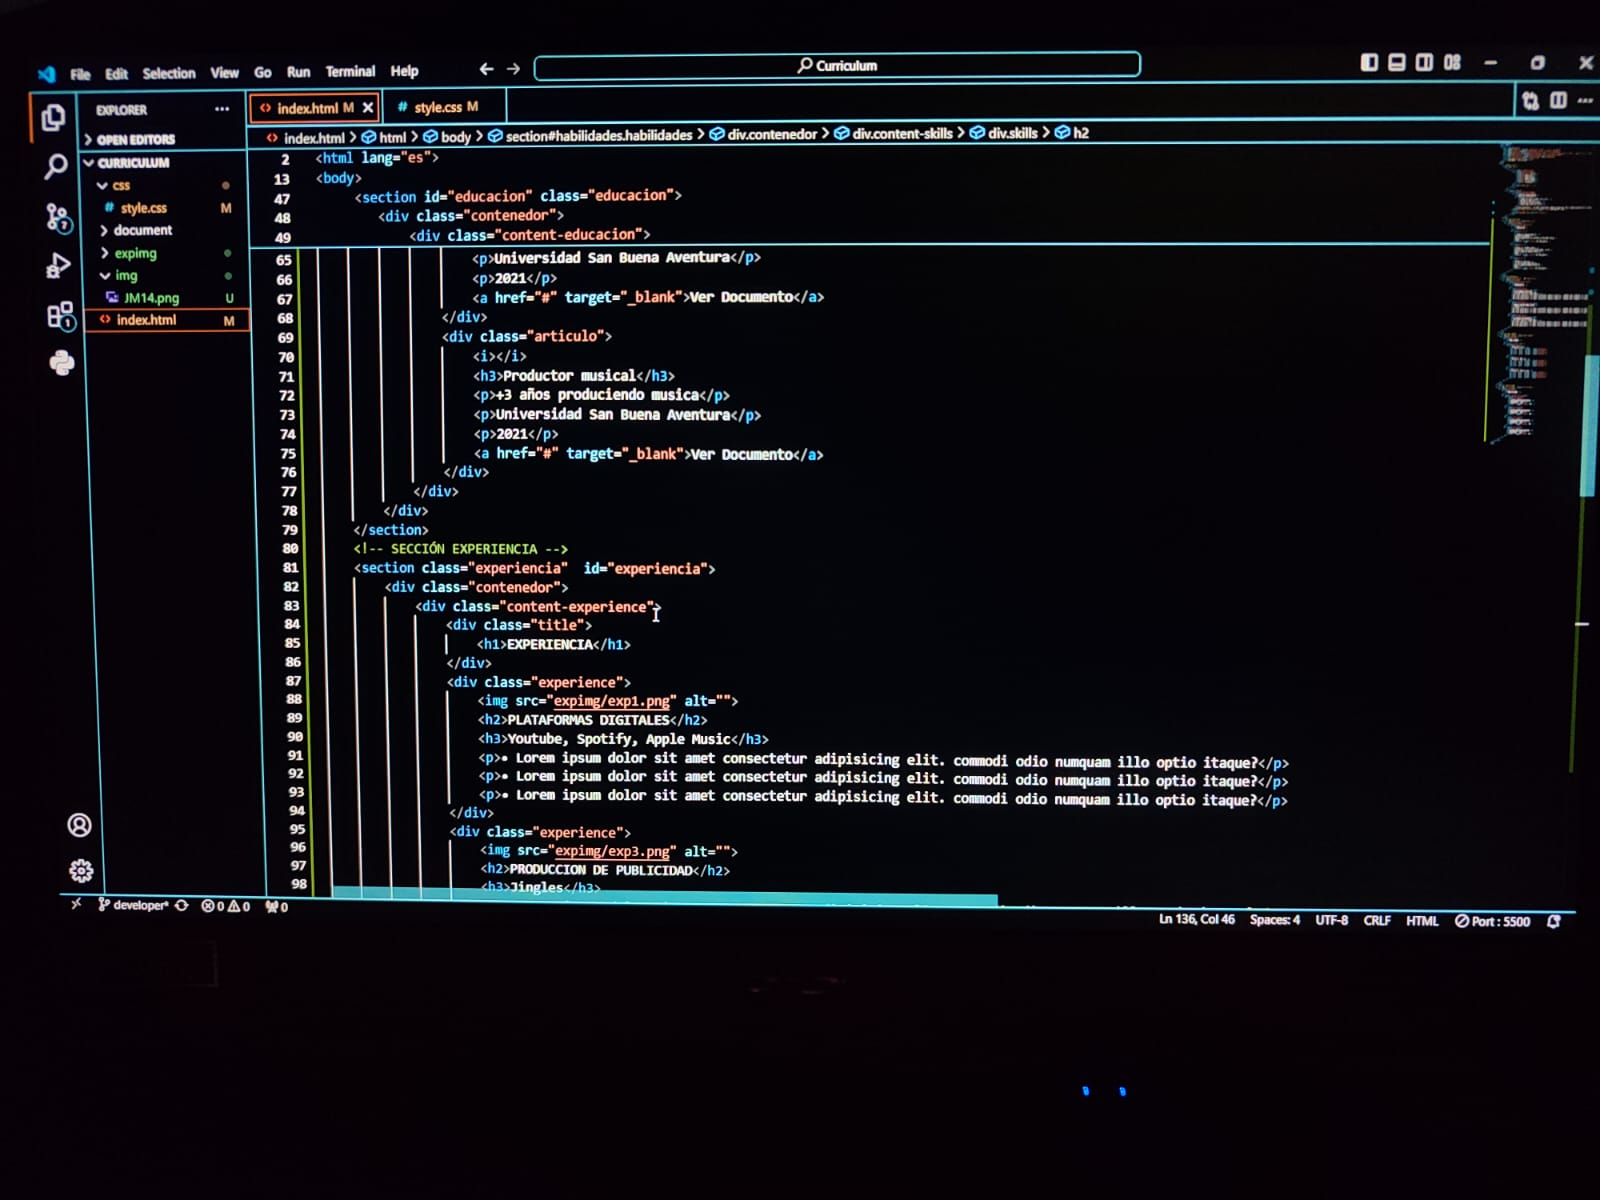 File Edit Selection View Go Run Terminal Help
Curriculum
EXPLORER
OPEN EDITORS
CURRICULUM
css
# style.css M
document
expimg
img
JM14.png U
<> index.html M
7
1
<> index.html M
# style.css M
<> index.html > html > body > section#habilidades.habilidades > div.contenedor > div.content-skills > div.skills > h2
2 <html lang="es">
13 <body>
47 <section id="educacion" class="educacion">
48 <div class="contenedor">
49 <div class="content-educacion">
65 <p>Universidad San Buena Aventura</p>
66 <p>2021</p>
67 <a href="#" target="_blank">Ver Documento</a>
68 </div>
69 <div class="articulo">
70 <i></i>
71 <h3>Productor musical</h3>
72 <p>+3 años produciendo musica</p>
73 <p>Universidad San Buena Aventura</p>
74 <p>2021</p>
75 <a href="#" target="_blank">Ver Documento</a>
76 </div>
77 </div>
78 </div>
79 </section>
80 <!-- SECCIÓN EXPERIENCIA -->
81 <section class="experiencia" id="experiencia">
82 <div class="contenedor">
83 <div class="content-experience">
84 <div class="title">
85 <h1>EXPERIENCIA</h1>
86 </div>
87 <div class="experience">
88 <img src="expimg/exp1.png" alt="">
89 <h2>PLATAFORMAS DIGITALES</h2>
90 <h3>Youtube, Spotify, Apple Music</h3>
91 <p>• Lorem ipsum dolor sit amet consectetur adipisicing elit. commodi odio numquam illo optio itaque?</p>
92 <p>• Lorem ipsum dolor sit amet consectetur adipisicing elit. commodi odio numquam illo optio itaque?</p>
93 <p>• Lorem ipsum dolor sit amet consectetur adipisicing elit. commodi odio numquam illo optio itaque?</p>
94 </div>
95 <div class="experience">
96 <img src="expimg/exp3.png" alt="">
97 <h2>PRODUCCION DE PUBLICIDAD</h2>
98 <h3>Jingles</h3>
developer* 0 0 0
Ln 136, Col 46 Spaces: 4 UTF-8 CRLF HTML Port : 5500